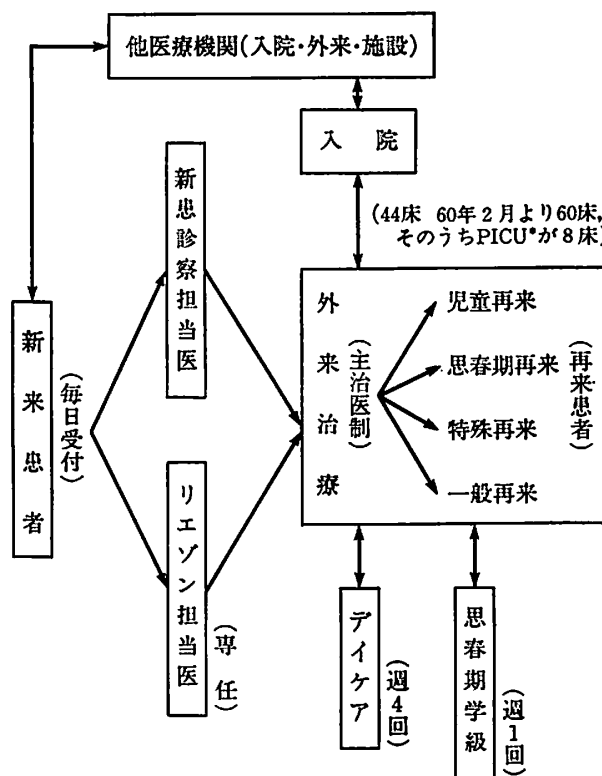 他医療機関(入院・外来・施設)
入 院
(44床 60年2月より60床,
そのうちPICU*が8床)
新患診察担当医
新来患者
(毎日受付)
リエゾン担当医
(専任)
外来治療
(主治医制)
児童再来
思春期再来
特殊再来
一般再来
(再来患者)
デイケア
(週4回)
思春期学級
(週1回)